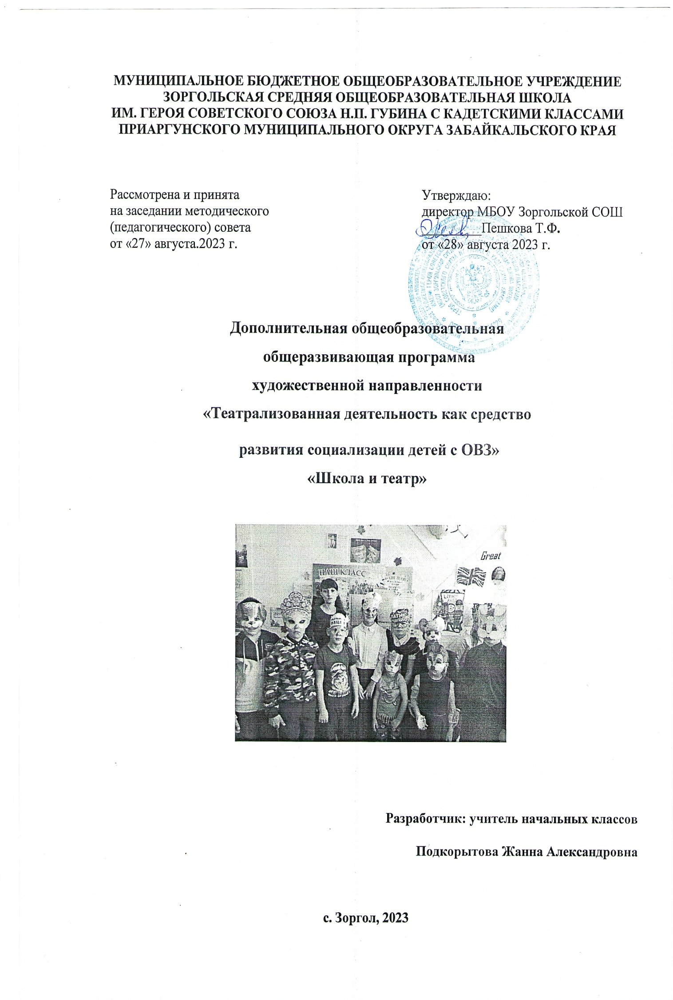 МУНИЦИПАЛЬНОЕ БЮДЖЕТНОЕ ОБЩЕОБРАЗОВАТЕЛЬНОЕ УЧРЕЖДЕНИЕ
ЗОРГОЛЬСКАЯ СРЕДНЯЯ ОБЩЕОБРАЗОВАТЕЛЬНАЯ ШКОЛА
ИМ. ГЕРОЯ СОВЕТСКОГО СОЮЗА Н.П. ГУБИНА С КАДЕТСКИМИ КЛАССАМИ
ПРИАРГУНСКОГО МУНИЦИПАЛЬНОГО ОКРУГА ЗАБАЙКАЛЬСКОГО КРАЯ
Рассмотрена и принята
на заседании методического
(педагогического) совета
от «27» августа.2023 г.
Утверждаю:
директор МБОУ Зоргольской СОШ
Пешкова Т.Ф.
от «28» августа 2023 г.
Дополнительная общеобразовательная
общеразвивающая программа
художественной направленности
«Театрализованная деятельность как средство
развития социализации детей с ОВЗ»
«Школа и театр»
Great
НАШ КЛАСС
Разработчик: учитель начальных классов
Подкорытова Жанна Александровна
с. Зоргол, 2023